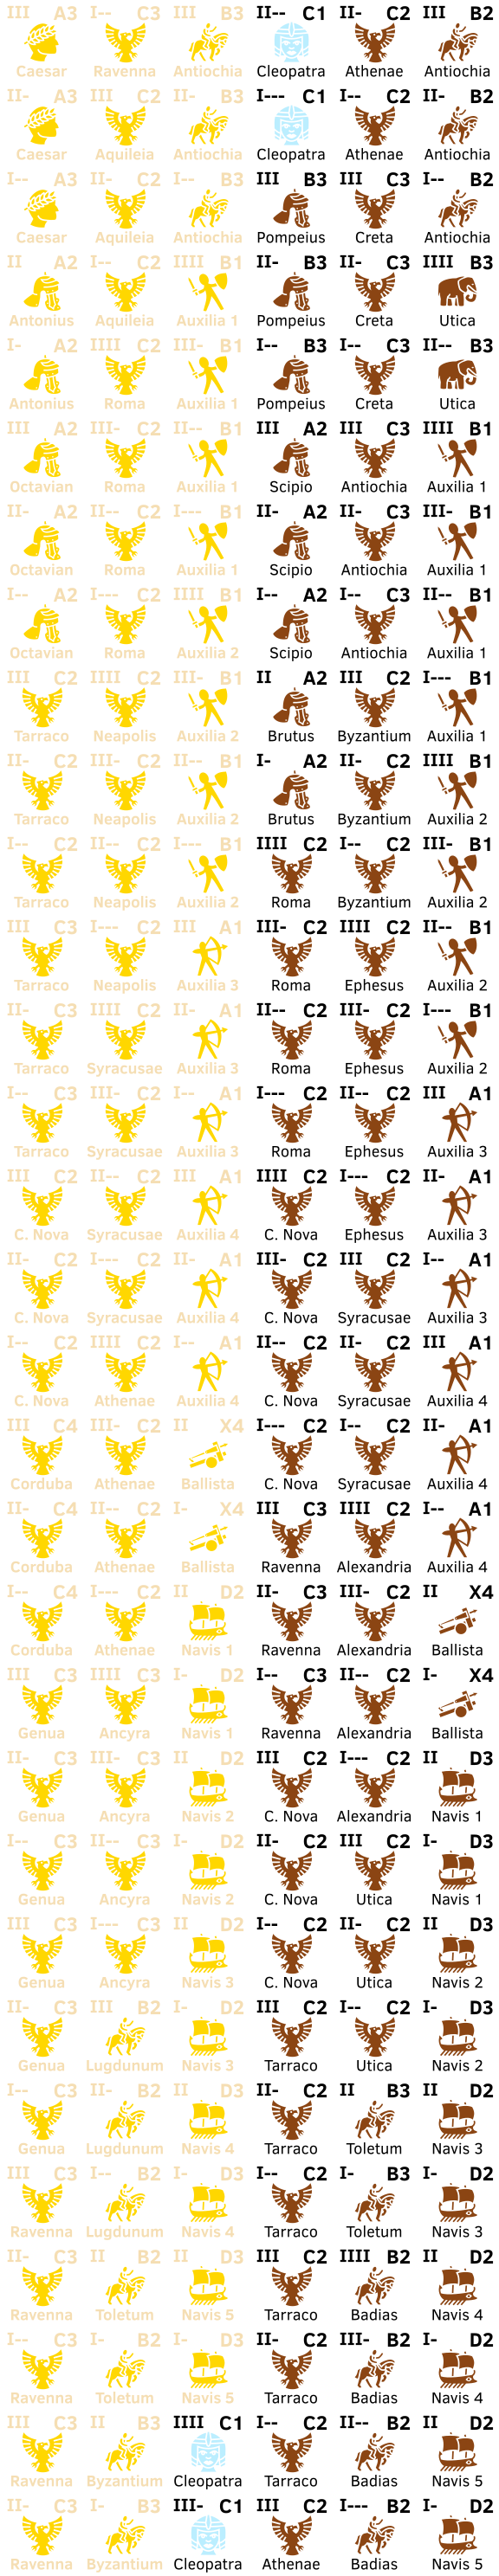 III A3 I-- C3 III B3 II-- C1 II- C2 III B2
Caesar Ravenna Antiochia Cleopatra Athenae Antiochia
II- A3 III C2 II- B3 I--- C1 I-- C2 II- B2
Caesar Aquileia Antiochia Cleopatra Athenae Antiochia
I-- A3 II- C2 I-- B3 III B3 III C3 I-- B2
Caesar Aquileia Antiochia Pompeius Creta Antiochia
II A2 I-- C2 IIII B1 II- B3 II- C3 IIII B3
Antonius Aquileia Auxilia 1 Pompeius Creta Utica
I- A2 IIII C2 III- B1 I-- B3 I-- C3 II-- B3
Antonius Roma Auxilia 1 Pompeius Creta Utica
III A2 III- C2 II-- B1 III A2 III C3 IIII B1
Octavian Roma Auxilia 1 Scipio Antiochia Auxilia 1
II- A2 II-- C2 I--- B1 II- A2 II- C3 III- B1
Octavian Roma Auxilia 1 Scipio Antiochia Auxilia 1
I-- A2 I--- C2 IIII B1 I-- A2 I-- C3 II-- B1
Octavian Roma Auxilia 2 Scipio Antiochia Auxilia 1
III C2 IIII C2 III- B1 II A2 III C2 I--- B1
Tarraco Neapolis Auxilia 2 Brutus Byzantium Auxilia 1
II- C2 III- C2 II-- B1 I- A2 II- C2 IIII B1
Tarraco Neapolis Auxilia 2 Brutus Byzantium Auxilia 2
I-- C2 II-- C2 I--- B1 IIII C2 I-- C2 III- B1
Tarraco Neapolis Auxilia 2 Roma Byzantium Auxilia 2
III C3 I--- C2 III A1 III- C2 IIII C2 II-- B1
Tarraco Neapolis Auxilia 3 Roma Ephesus Auxilia 2
II- C3 IIII C2 II- A1 II-- C2 III- C2 I--- B1
Tarraco Syracusae Auxilia 3 Roma Ephesus Auxilia 2
I-- C3 III- C2 I-- A1 I--- C2 II-- C2 III A1
Tarraco Syracusae Auxilia 3 Roma Ephesus Auxilia 3
III C2 II-- C2 III A1 IIII C2 I--- C2 II- A1
C. Nova Syracusae Auxilia 4 C. Nova Ephesus Auxilia 3
II- C2 I--- C2 II- A1 III- C2 III C2 I-- A1
C. Nova Syracusae Auxilia 4 C. Nova Syracusae Auxilia 3
I-- C2 IIII C2 I-- A1 II-- C2 II- C2 III A1
C. Nova Athenae Auxilia 4 C. Nova Syracusae Auxilia 4
III C4 III- C2 II X4 I--- C2 I-- C2 II- A1
Corduba Athenae Ballista C. Nova Syracusae Auxilia 4
II- C4 II-- C2 I- X4 III C3 IIII C2 I-- A1
Corduba Athenae Ballista Ravenna Alexandria Auxilia 4
I-- C4 I--- C2 II D2 II- C3 III- C2 II X4
Corduba Athenae Navis 1 Ravenna Alexandria Ballista
III C3 IIII C3 I- D2 I-- C3 II-- C2 I- X4
Genua Ancyra Navis 1 Ravenna Alexandria Ballista
II- C3 III- C3 II D2 III C2 I--- C2 II D3
Genua Ancyra Navis 2 C. Nova Alexandria Navis 1
I-- C3 II-- C3 I- D2 II- C2 III C2 I- D3
Genua Ancyra Navis 2 C. Nova Utica Navis 1
III C3 I--- C3 II D2 I-- C2 II- C2 II D3
Genua Ancyra Navis 3 C. Nova Utica Navis 2
II- C3 III B2 I- D2 III C2 I-- C2 I- D3
Genua Lugdunum Navis 3 Tarraco Utica Navis 2
I-- C3 II- B2 II D3 II- C2 II B3 II D2
Genua Lugdunum Navis 4 Tarraco Toletum Navis 3
III C3 I-- B2 I- D3 I-- C2 I- B3 I- D2
Ravenna Lugdunum Navis 4 Tarraco Toletum Navis 3
II- C3 II B2 II D3 III C2 IIII B2 II D2
Ravenna Toletum Navis 5 Tarraco Badias Navis 4
I-- C3 I- B2 I- D3 II- C2 III- B2 I- D2
Ravenna Toletum Navis 5 Tarraco Badias Navis 4
III C3 II B3 IIII C1 I-- C2 II-- B2 II D2
Ravenna Byzantium Cleopatra Tarraco Badias Navis 5
II- C3 I- B3 III- C1 III C2 I--- B2 I- D2
Ravenna Byzantium Cleopatra Athenae Badias Navis 5